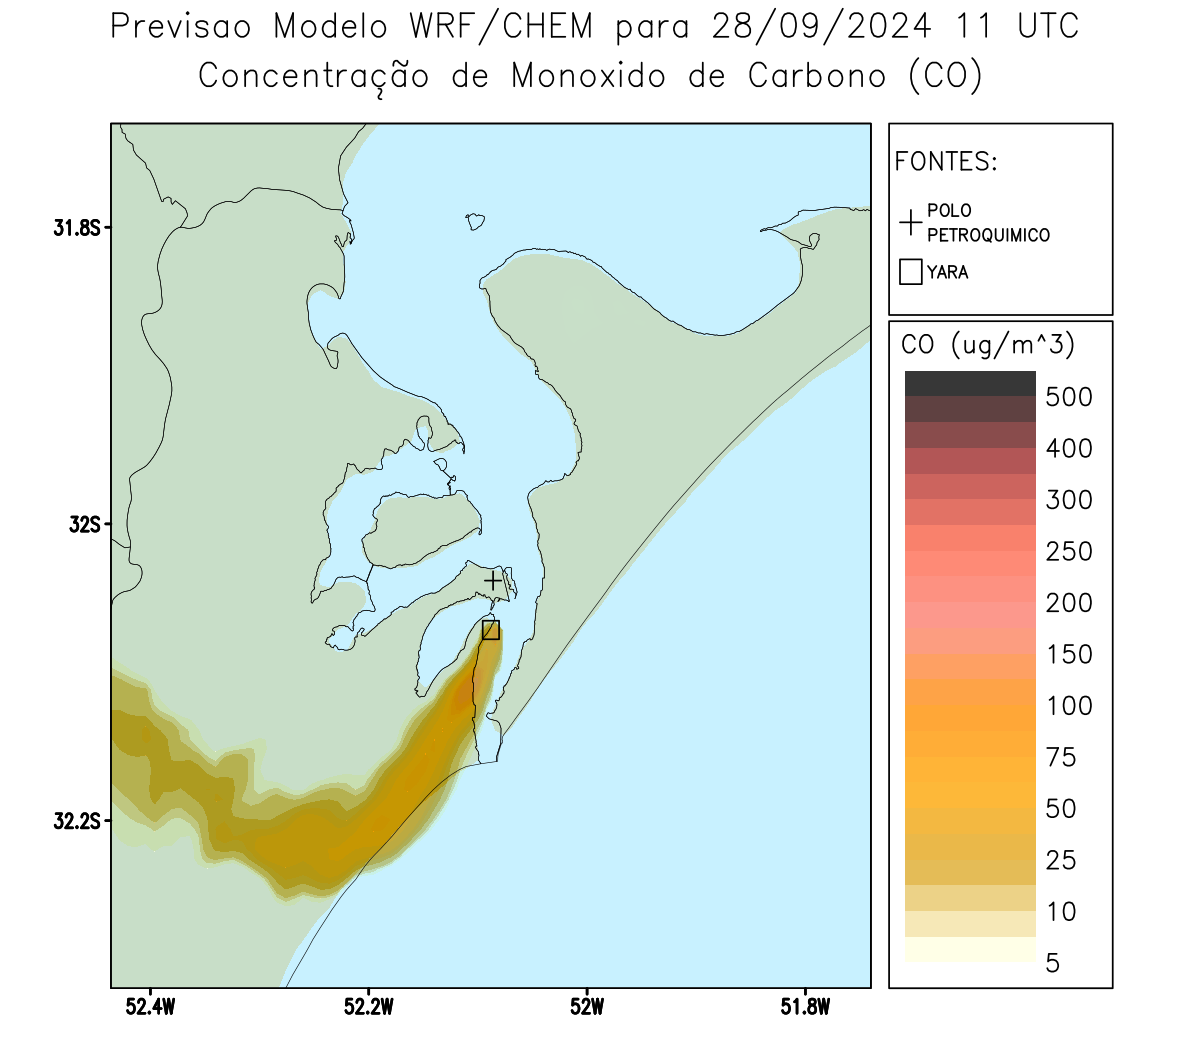 Previsao Modelo WRF/CHEM para 28/09/2024 11 UTC
Concentração de Monoxido de Carbono (CO)
FONTES:
POLO
PETROQUIMICO
YARA
CO (ug/m^3)
500
400
300
250
200
150
100
75
50
25
10
5
31.8S
32S
32.2S
52.4W
52.2W
52W
51.8W